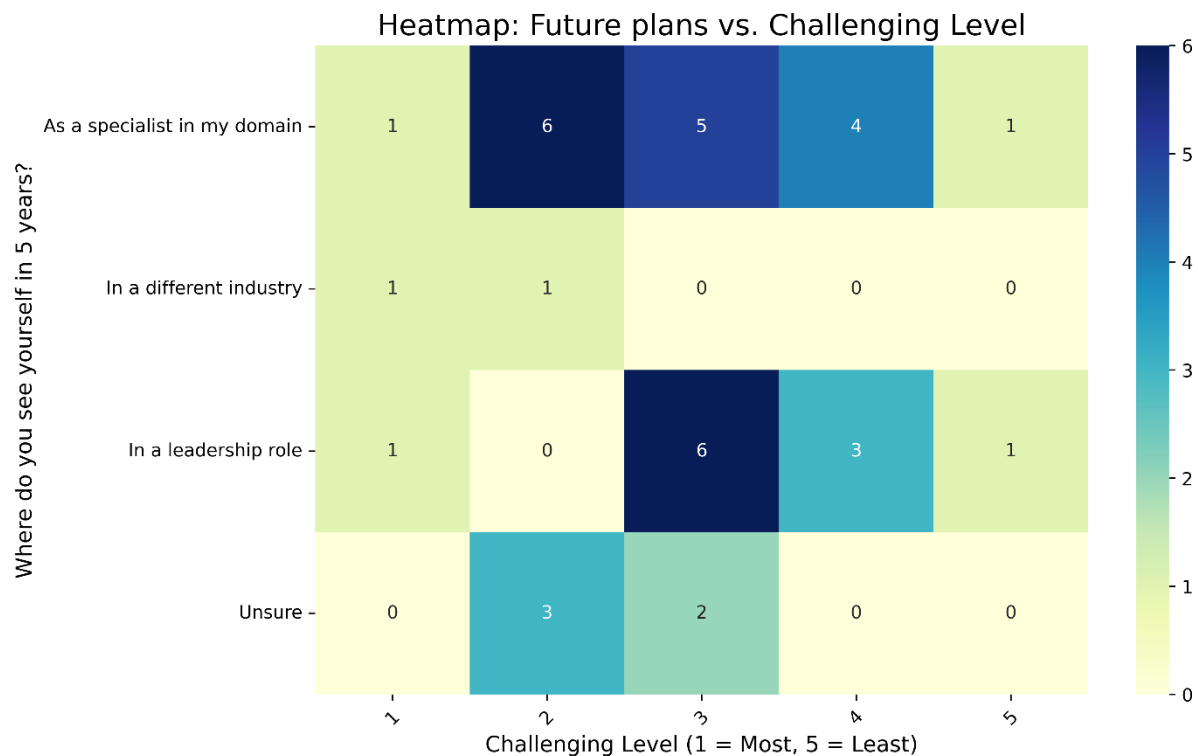 Heatmap: Future plans vs. Challenging Level
Where do you see yourself in 5 years?
As a specialist in my domain
1 6 5 4 1
In a different industry
1 1 0 0 0
In a leadership role
1 0 6 3 1
Unsure
0 3 2 0 0
1 2 3 4 5
Challenging Level (1 = Most, 5 = Least)
6
5
4
3
2
1
0